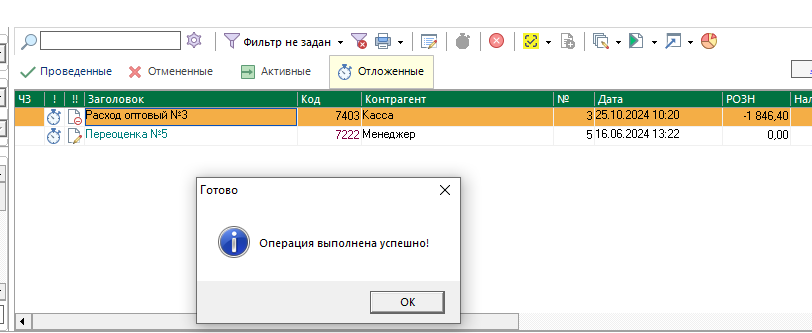 Фильтр не задан
Проведенные Отмененные Активные Отложенные
ЧЗ ! !! Заголовок Код Контрагент № Дата РОЗН Нал
Расход оптовый №3 7403 Касса 3 25.10.2024 10:20 -1 846,40
Переоценка №5 7222 Менеджер 5 16.06.2024 13:22 0,00
Готово
Операция выполнена успешно!
OK